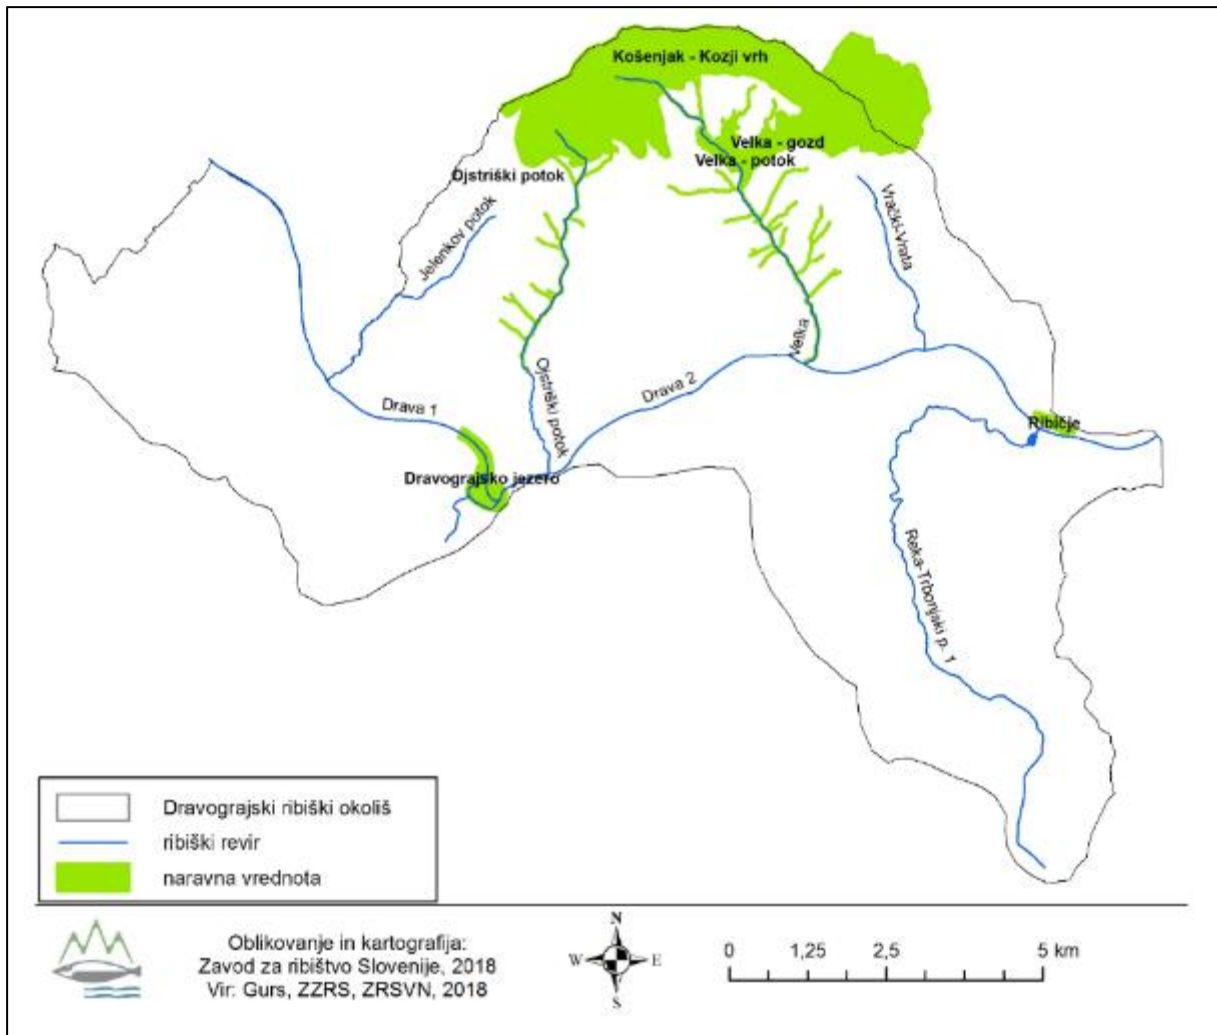 Košenjak - Kozji vrh
Velka - gozd
Velka - potok
Ojstriški potok
Jelenkov potok
Vrački-Vrata
Velka
Drava 2
Ojstriški potok
Drava 1
Ribičje
Dravograjsko jezero
Reka-Trbonjski p. 1
Dravograjski ribiški okoliš
ribiški revir
naravna vrednota
Oblikovanje in kartografija:
Zavod za ribištvo Slovenije, 2018
Vir: Gurs, ZZRS, ZRSVN, 2018
N
W E
S
0 1,25 2,5 5 km